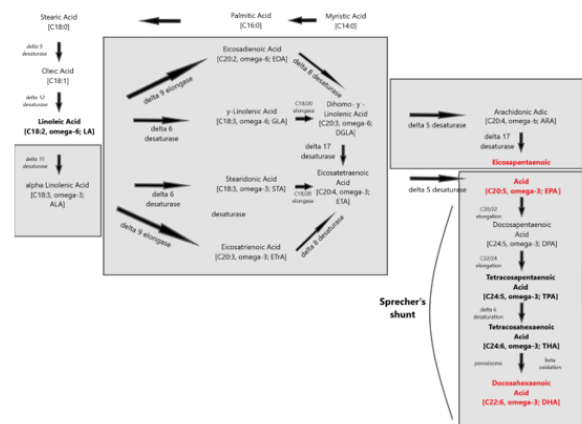 Stearic Acid
[C18:0]
Palmitic Acid
[C16:0]
Myristic Acid
[C14:0]
delta 9
desaturase
Oleic Acid
[C18:1]
delta 12
desaturase
Linoleic Acid
[C18:2, omega-6; LA)
delta 15
desaturase
alpha Linolenic Acid
[C18:3, omega-3;
ALA]
Eicosadienoic Acid
[C20:2, omega-6; EDA]
delta 9 elongase
delta 8 desaturase
delta 6
desaturase
y-Linolenic Acid
[C18:3, omega-6; GLA]
C18/20
elongase
Dihomo- y -
Linolenic Acid
[C20:3, omega-6;
DGLA]
delta 17
desaturase
delta 6
desaturase
Stearidonic Acid
[C18:3, omega-3; STA]
desaturase
C18/20
elongase
Eicosatetraenoic
Acid
[C20:4, omega-3;
ETA]
delta 9 elongase
Eicosatrienoic Acid
[C20:3, omega-3; ETrA]
delta 8 desaturase
delta 5 desaturase
Arachidonic Adic
[C20:4, omega-6; ARA]
delta 17
desaturase
Eicosapentaenoic
delta 5 desaturase
Acid
[C20:5, omega-3; EPA]
C20/22
elongation
Docosapentaenoic
Acid
[C24:5, omega-3; DPA]
C22/24
elongation
Tetracosapentaenoic
Acid
[C24:5, omega-3; TPA]
delta 6
desaturation
Tetracosahexaenoic
Acid
[C24:6, omega-3; THA]
peroxisome
beta
oxidation
Docosahexaenoic
Acid
[C22:6, omega-3; DHA]
Sprecher's
shunt